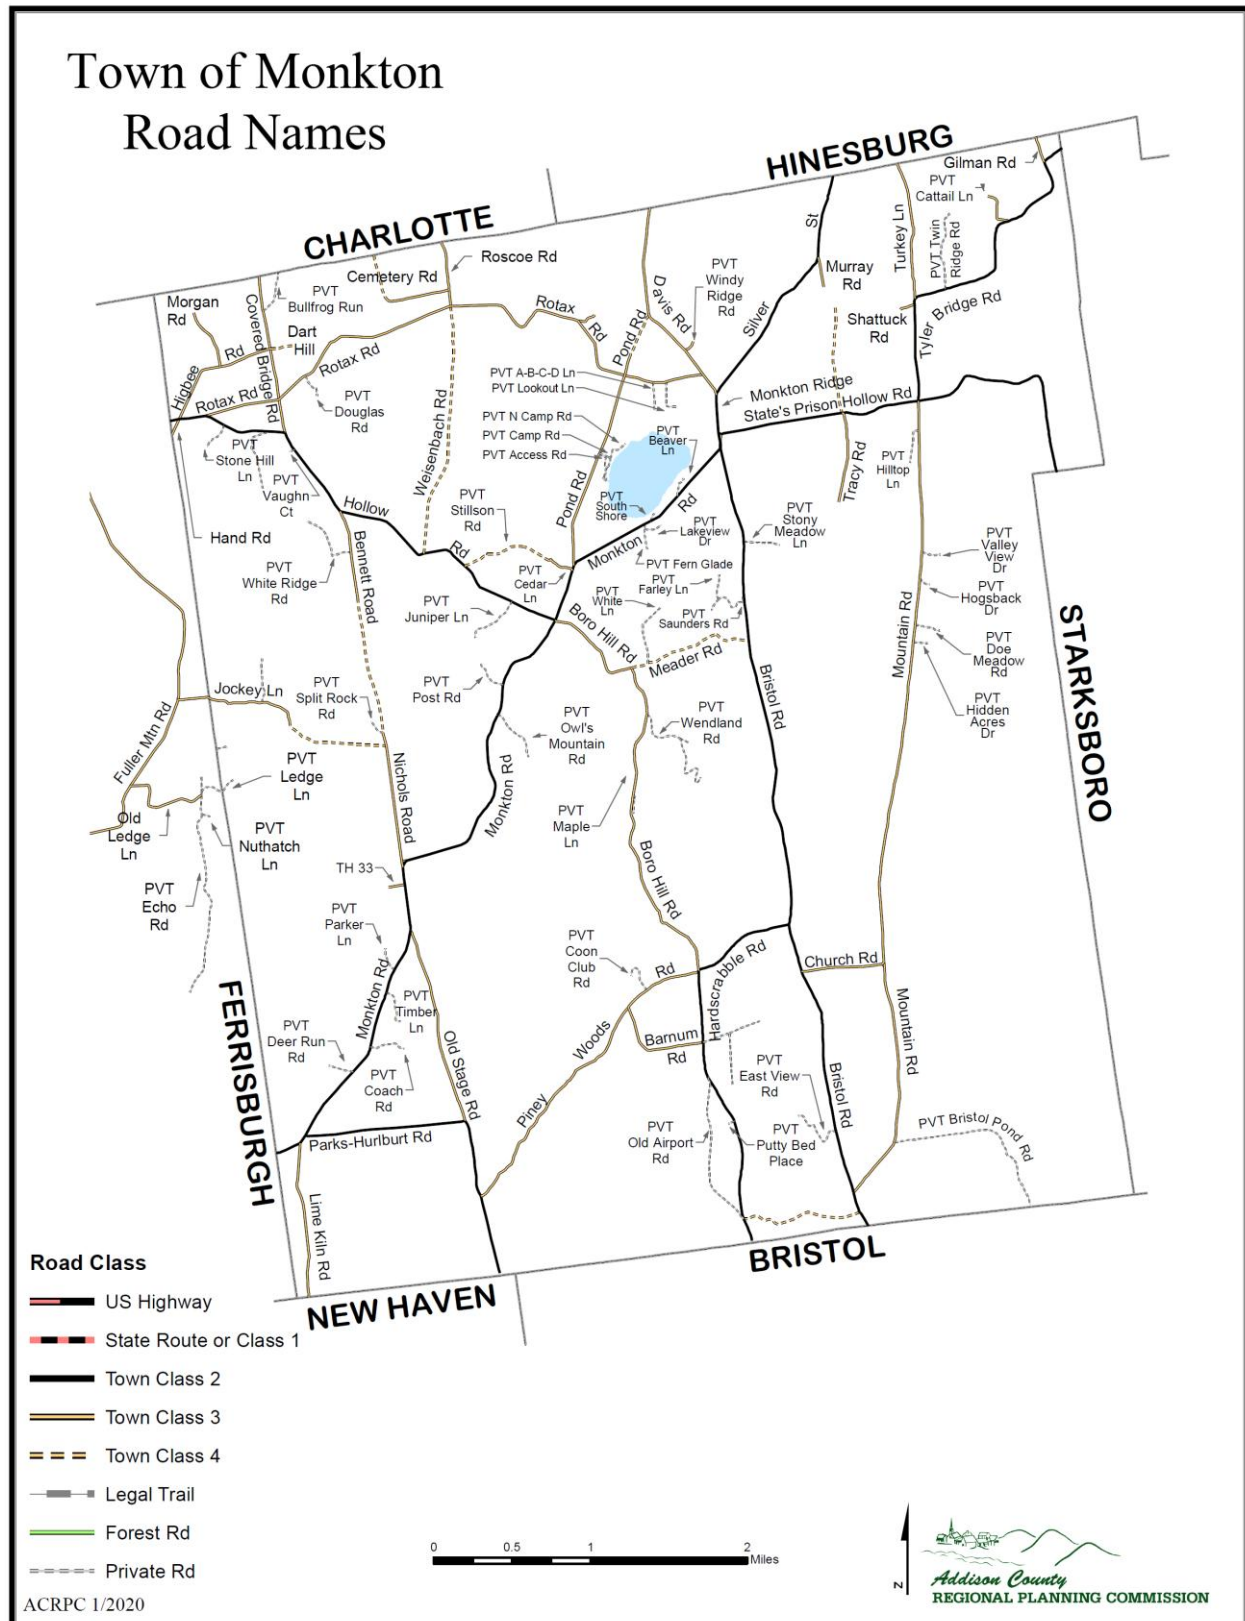 Town of Monkton
Road Names
HINESBURG
CHARLOTTE
STARKSBORO
FERRISBURGH
NEW HAVEN
BRISTOL
Gilman Rd
PVT
Cattail Ln
PVT Twin
Ridge Rd
Turkey Ln
Tyler Bridge Rd
St
Silver
Murray
Rd
Shattuck
Rd
PVT
Windy
Ridge
Rd
Davis Rd
Roscoe Rd
Cemetery Rd
PVT
Bullfrog Run
Morgan
Rd
Covered Bridge Rd
Dart
Hill
Higbee
Rd
Rotax Rd
Rotax Rd
Rotax
Rd
Pond Rd
PVT
Douglas
Rd
PVT A-B-C-D Ln
PVT Lookout Ln
PVT N Camp Rd
PVT Camp Rd
PVT Access Rd
PVT
Beaver
Ln
Monkton Ridge
State's Prison Hollow Rd
PVT
Stone Hill
Ln
PVT
Vaughn
Ct
Hand Rd
Hollow
Rd
Weisenbach Rd
PVT
Stillson
Rd
Pond Rd
PVT
South
Shore
Monkton
Rd
PVT
Lakeview
Dr
PVT Fern Glade
PVT
Farley Ln
PVT
Stony
Meadow
Ln
Tracy Rd
PVT
Hilltop
Ln
PVT
Valley
View
Dr
PVT
Hogsback
Dr
PVT
Doe
Meadow
Rd
PVT
Hidden
Acres
Dr
Mountain Rd
PVT
White Ridge
Rd
Bennett Road
PVT
Juniper Ln
PVT
Cedar
Ln
PVT
White
Ln
PVT
Saunders Rd
Boro Hill Rd
Meader Rd
Bristol Rd
Jockey Ln
PVT
Split Rock
Rd
PVT
Post Rd
PVT
Owl's
Mountain
Rd
PVT
Wendland
Rd
Fuller Mtn Rd
PVT
Ledge
Ln
Old
Ledge
Ln
PVT
Nuthatch
Ln
PVT
Echo
Rd
Nichols Road
Monkton Rd
PVT
Maple
Ln
Boro Hill Rd
TH 33
PVT
Parker
Ln
PVT
Coon
Club
Rd
Hardscrabble Rd
Church Rd
Monkton Rd
PVT
Timber
Ln
PVT
Deer Run
Rd
PVT
Coach
Rd
Old Stage Rd
Piney
Woods
Rd
Barnum
Rd
PVT
East View
Rd
Mountain Rd
Bristol Rd
Parks-Hurlburt Rd
PVT
Old Airport
Rd
PVT
Putty Bed
Place
PVT Bristol Pond Rd
Lime Kiln Rd
Road Class
US Highway
State Route or Class 1
Town Class 2
Town Class 3
Town Class 4
Legal Trail
Forest Rd
Private Rd
ACRPC 1/2020
0 0.5 1 2
Miles
N
Addison County
REGIONAL PLANNING COMMISSION